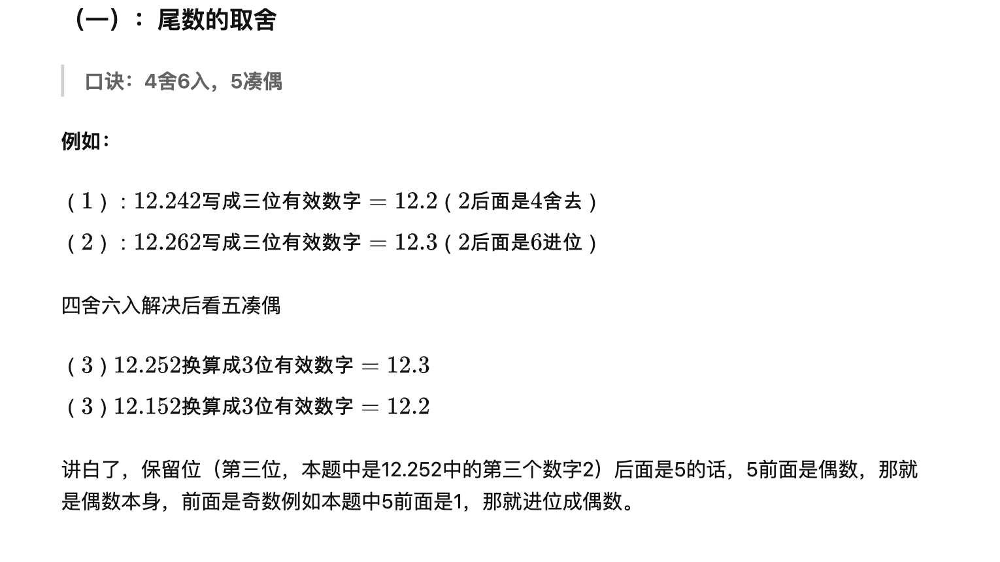 （一）：尾数的取舍
口诀：4舍6入，5凑偶
例如：
（1）：12.242写成三位有效数字 = 12.2（2后面是4舍去）
（2）：12.262写成三位有效数字 = 12.3（2后面是6进位）
四舍六入解决后看五凑偶
（3）12.252换算成3位有效数字 = 12.3
（3）12.152换算成3位有效数字 = 12.2
讲白了，保留位（第三位，本题中是12.252中的第三个数字2）后面是5的话，5前面是偶数，那就
是偶数本身，前面是奇数例如本题中5前面是1，那就进位成偶数。